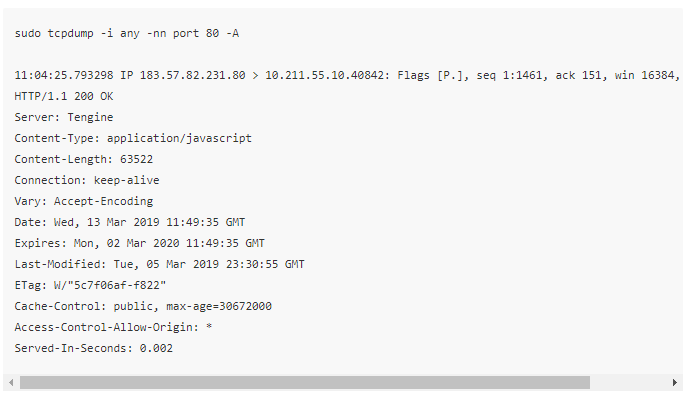 sudo tcpdump -i any -nn port 80 -A
11:04:25.793298 IP 183.57.82.231.80 > 10.211.55.10.40842: Flags [P.], seq 1:1461, ack 151, win 16384,
HTTP/1.1 200 OK
Server: Tengine
Content-Type: application/javascript
Content-Length: 63522
Connection: keep-alive
Vary: Accept-Encoding
Date: Wed, 13 Mar 2019 11:49:35 GMT
Expires: Mon, 02 Mar 2020 11:49:35 GMT
Last-Modified: Tue, 05 Mar 2019 23:30:55 GMT
ETag: W/"5c7f06af-f822"
Cache-Control: public, max-age=30672000
Access-Control-Allow-Origin: *
Served-In-Seconds: 0.002